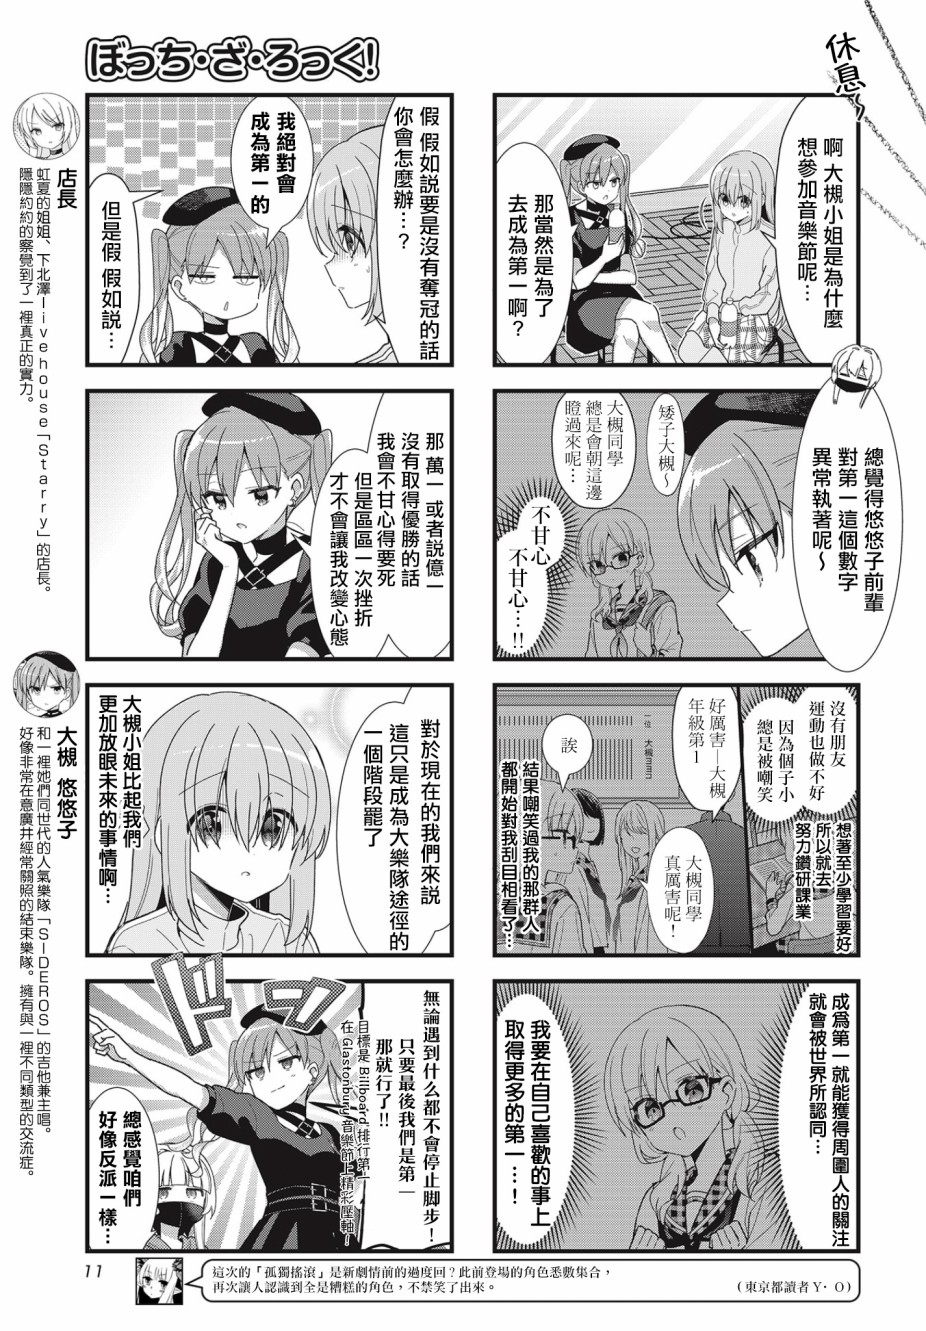 ぼっち・ざ・ろっく!
休息~
啊 大槻小姐是為什麼
想參加音樂節呢…
那當然是為了
去成為第一啊?
總覺得悠悠子前輩
對第一這個數字
異常執著呢~
矮子大槻~
大槻同學
總是會朝這邊
瞪過來呢…
不甘心
不甘心…!!
沒有朋友
運動也做不好
因為個子小
總是被嘲笑
想著至少學習要好
所以就去
努力鑽研課業
好厲害—大槻
年級第1
一位 大槻
誒
大槻同學
真厲害呢!
結果嘲笑過我的那群人
都開始對我刮目相看了…
成爲第一就能獲得周圍人的關注
就會被世界所認同…
我要在自己喜歡的事上
取得更多的第一…!
假 假如説要是沒有奪冠的話
你會怎麼辦…?
我絕對會
成為第一的
但是假 假如説…
那 萬一 或者説億一
沒有取得優勝的話
我會不甘心得要死
但是區區一次挫折
才不會讓我改變心態
對於現在的我們來説
這只是成為大樂隊途徑的
一個階段罷了
大槻小姐比起我們
更加放眼未來的事情啊…
無論遇到什么都不會停止脚步!
只要最後我們是第一
那就行了!!
目標是Billboard排行第一
在Glastonbury音樂節上精彩壓軸!
ドンッ
總感覺咱們
好像反派一樣…
店長
虹夏的姐姐、下北澤livehouse「Starry」的店長。
隱隱約約的察覺到了一裡真正的實力。
大槻 悠悠子
和一裡她們同世代的人氣樂隊「SIDEROS」的吉他兼主唱。
好像非常在意廣井經常關照的結束樂隊。擁有與一裡不同類型的交流症。
11
這次的「孤獨搖滾」是新劇情前的過度回?此前登場的角色悉數集合,
再次讓人認識到全是糟糕的角色,不禁笑了出來。
(東京都讀者Y・O)